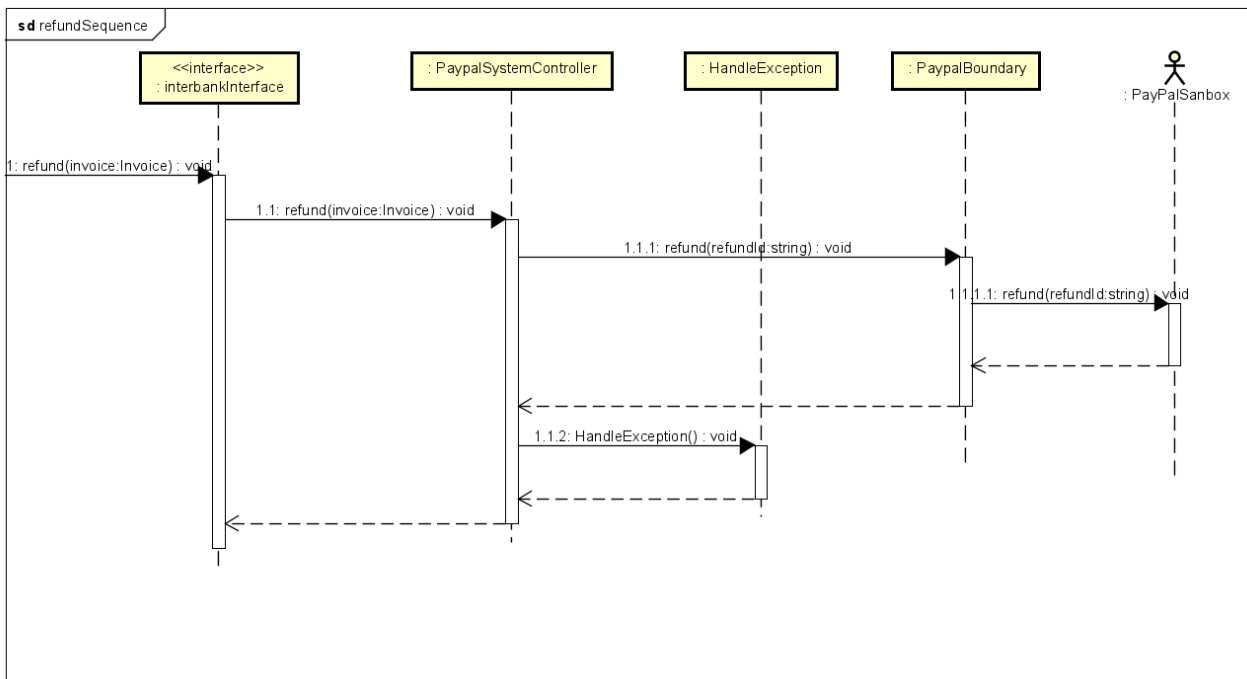 sd refundSequence
<<interface>>
: interbankInterface
: PaypalSystemController
: HandleException
: PaypalBoundary
: PayPalSanbox
1: refund(invoice:Invoice) : void
1.1: refund(invoice:Invoice) : void
1.1.1: refund(refundId:string) : void
1.1.1.1: refund(refundId:string) : void
1.1.2: HandleException() : void